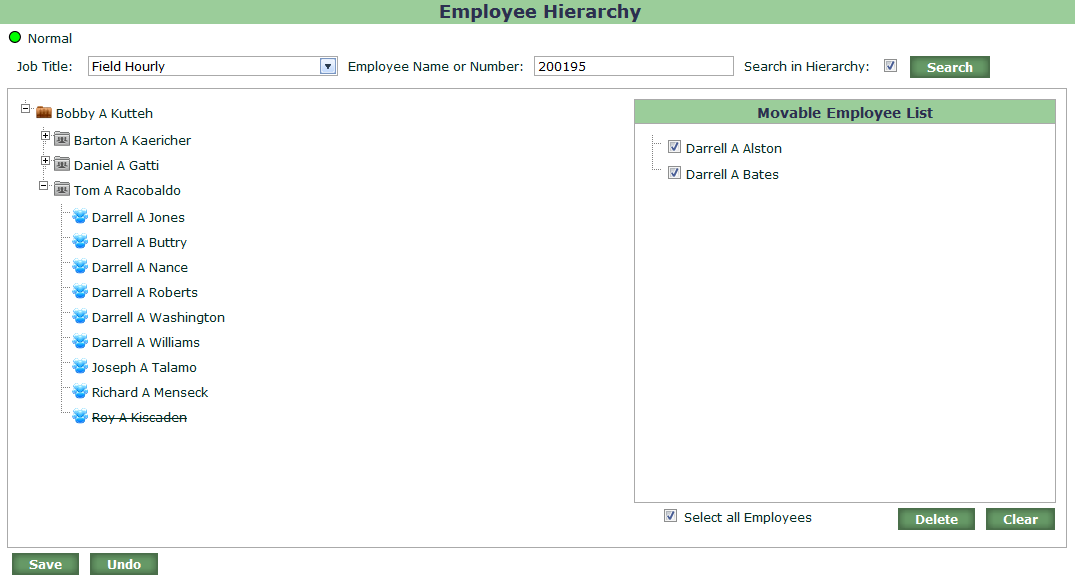 Employee Hierarchy
Normal
Job Title: Field Hourly Employee Name or Number: 200195 Search in Hierarchy: Search
Bobby A Kutteh
Barton A Kaericher
Daniel A Gatti
Tom A Racobaldo
Darrell A Jones
Darrell A Buttry
Darrell A Nance
Darrell A Roberts
Darrell A Washington
Darrell A Williams
Joseph A Talamo
Richard A Menseck
Roy A Kiscaden
Movable Employee List
Darrell A Alston
Darrell A Bates
Select all Employees Delete Clear
Save Undo